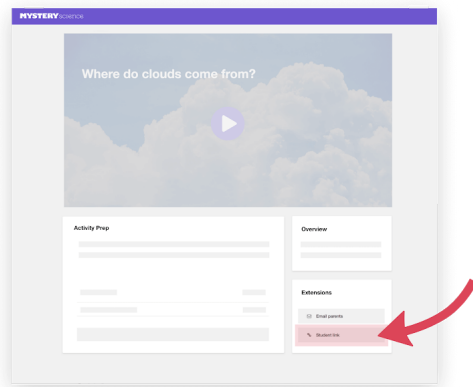 MYSTERY SCIENCE
Where do clouds come from?
Activity Prep
Overview
Extensions
Email parents
Student link